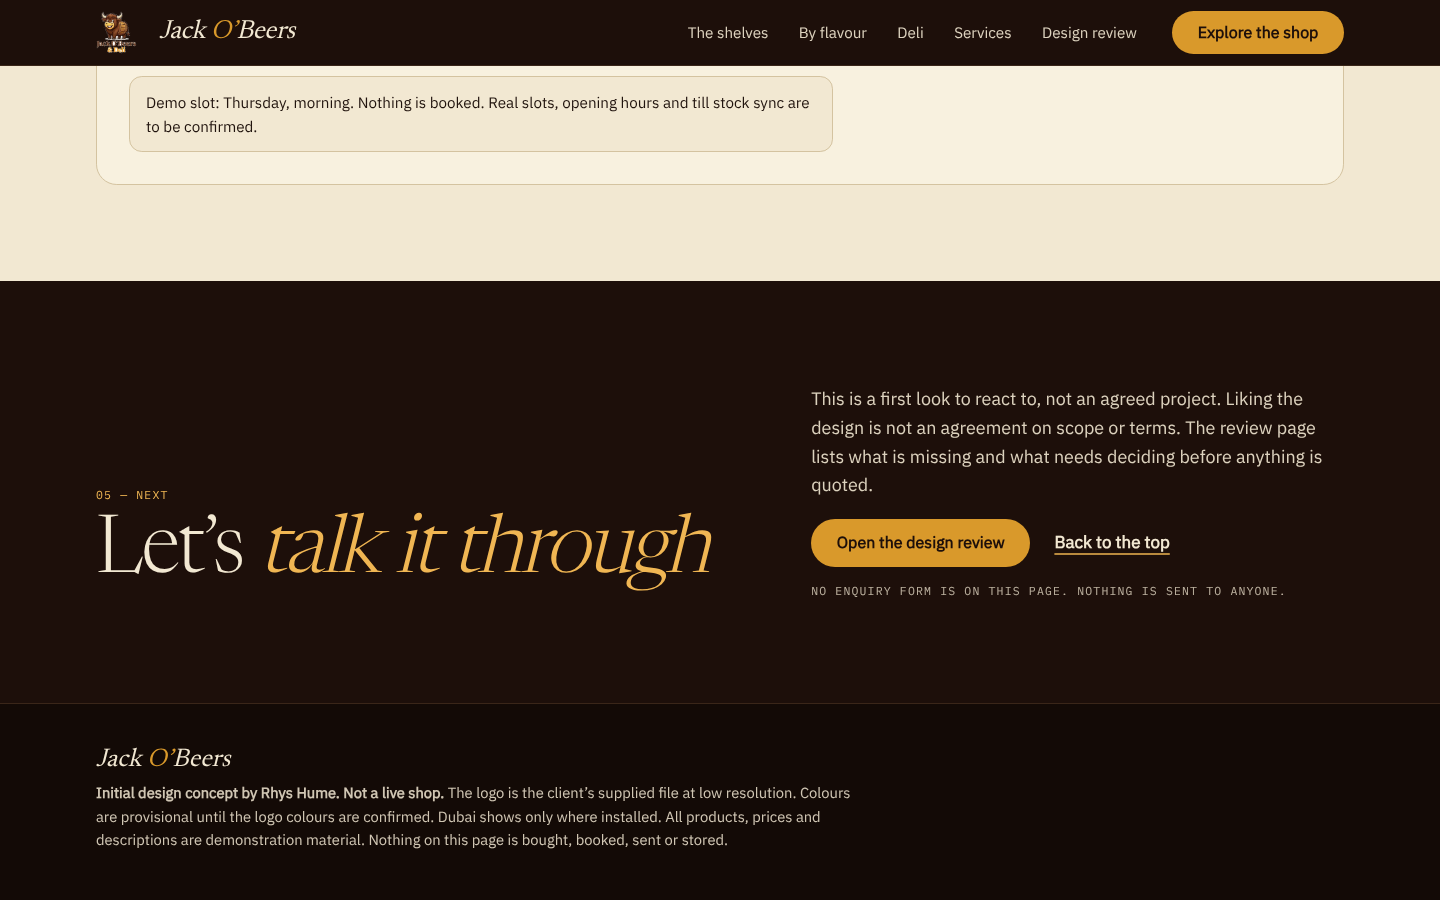 Jack O’Beers
The shelves
By flavour
Deli
Services
Design review
Explore the shop
Demo slot: Thursday, morning. Nothing is booked. Real slots, opening hours and till stock sync are
to be confirmed.
05 — NEXT
Let’s talk it through
This is a first look to react to, not an agreed project. Liking the
design is not an agreement on scope or terms. The review page
lists what is missing and what needs deciding before anything is
quoted.
Open the design review
Back to the top
NO ENQUIRY FORM IS ON THIS PAGE. NOTHING IS SENT TO ANYONE.
Jack O’Beers
Initial design concept by Rhys Hume. Not a live shop. The logo is the client’s supplied file at low resolution. Colours
are provisional until the logo colours are confirmed. Dubai shows only where installed. All products, prices and
descriptions are demonstration material. Nothing on this page is bought, booked, sent or stored.